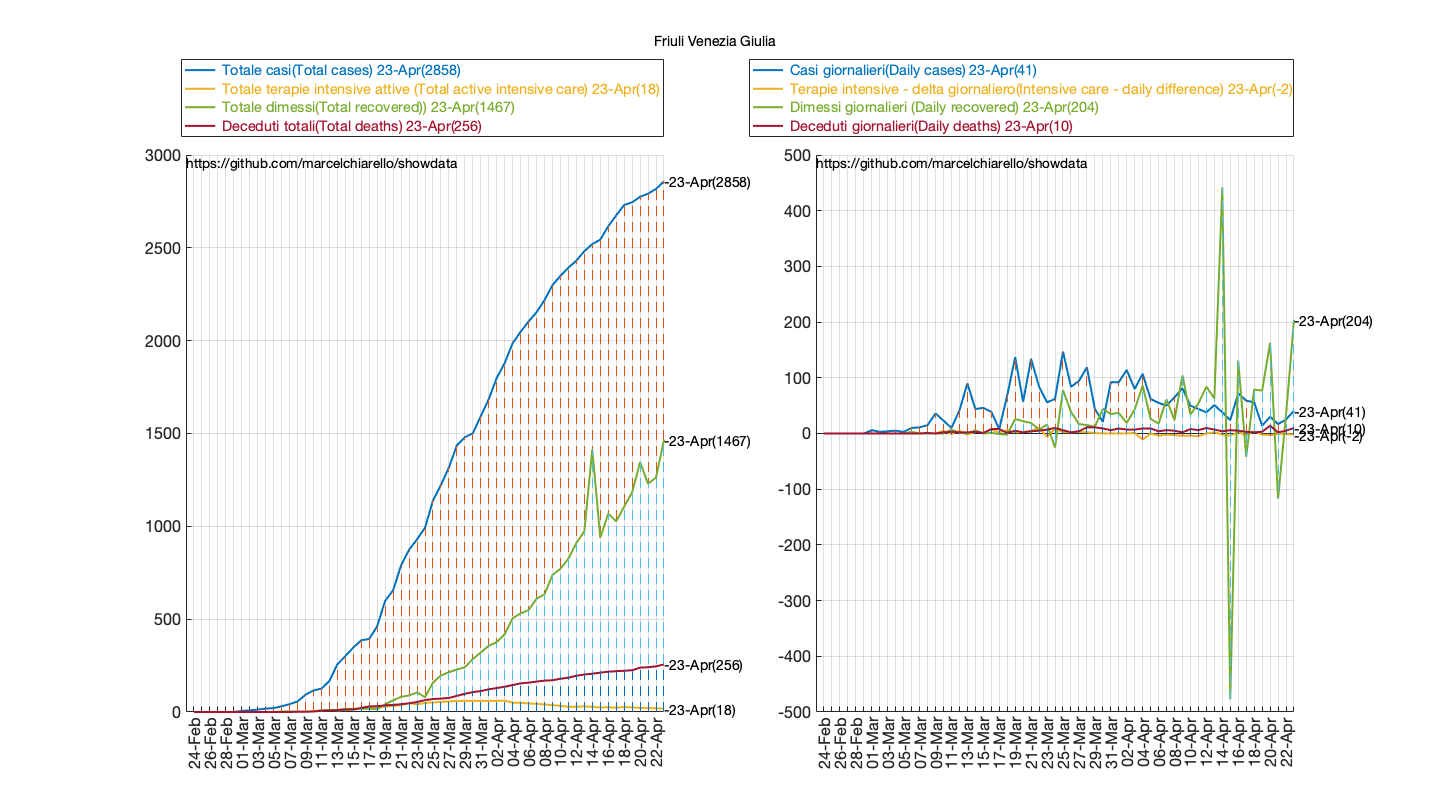 Friuli Venezia Giulia
Totale casi(Total cases) 23-Apr(2858)
Totale terapie intensive attive (Total active intensive care) 23-Apr(18)
Totale dimessi(Total recovered)) 23-Apr(1467)
Deceduti totali(Total deaths) 23-Apr(256)
https://github.com/marcelchiarello/showdata
3000
2500
2000
1500
1000
500
0
-23-Apr(2858)
-23-Apr(1467)
-23-Apr(256)
-23-Apr(18)
24-Feb
26-Feb
28-Feb
01-Mar
03-Mar
05-Mar
07-Mar
09-Mar
11-Mar
13-Mar
15-Mar
17-Mar
19-Mar
21-Mar
23-Mar
25-Mar
27-Mar
29-Mar
31-Mar
02-Apr
04-Apr
06-Apr
08-Apr
10-Apr
12-Apr
14-Apr
16-Apr
18-Apr
20-Apr
22-Apr
Casi giornalieri(Daily cases) 23-Apr(41)
Terapie intensive - delta giornaliero(Intensive care - daily difference) 23-Apr(-2)
Dimessi giornalieri (Daily recovered) 23-Apr(204)
Deceduti giornalieri(Daily deaths) 23-Apr(10)
https://github.com/marcelchiarello/showdata
500
400
300
200
100
0
-100
-200
-300
-400
-500
-23-Apr(204)
-23-Apr(41)
-23-Apr(10)
-23-Apr(-2)
24-Feb
26-Feb
28-Feb
01-Mar
03-Mar
05-Mar
07-Mar
09-Mar
11-Mar
13-Mar
15-Mar
17-Mar
19-Mar
21-Mar
23-Mar
25-Mar
27-Mar
29-Mar
31-Mar
02-Apr
04-Apr
06-Apr
08-Apr
10-Apr
12-Apr
14-Apr
16-Apr
18-Apr
20-Apr
22-Apr